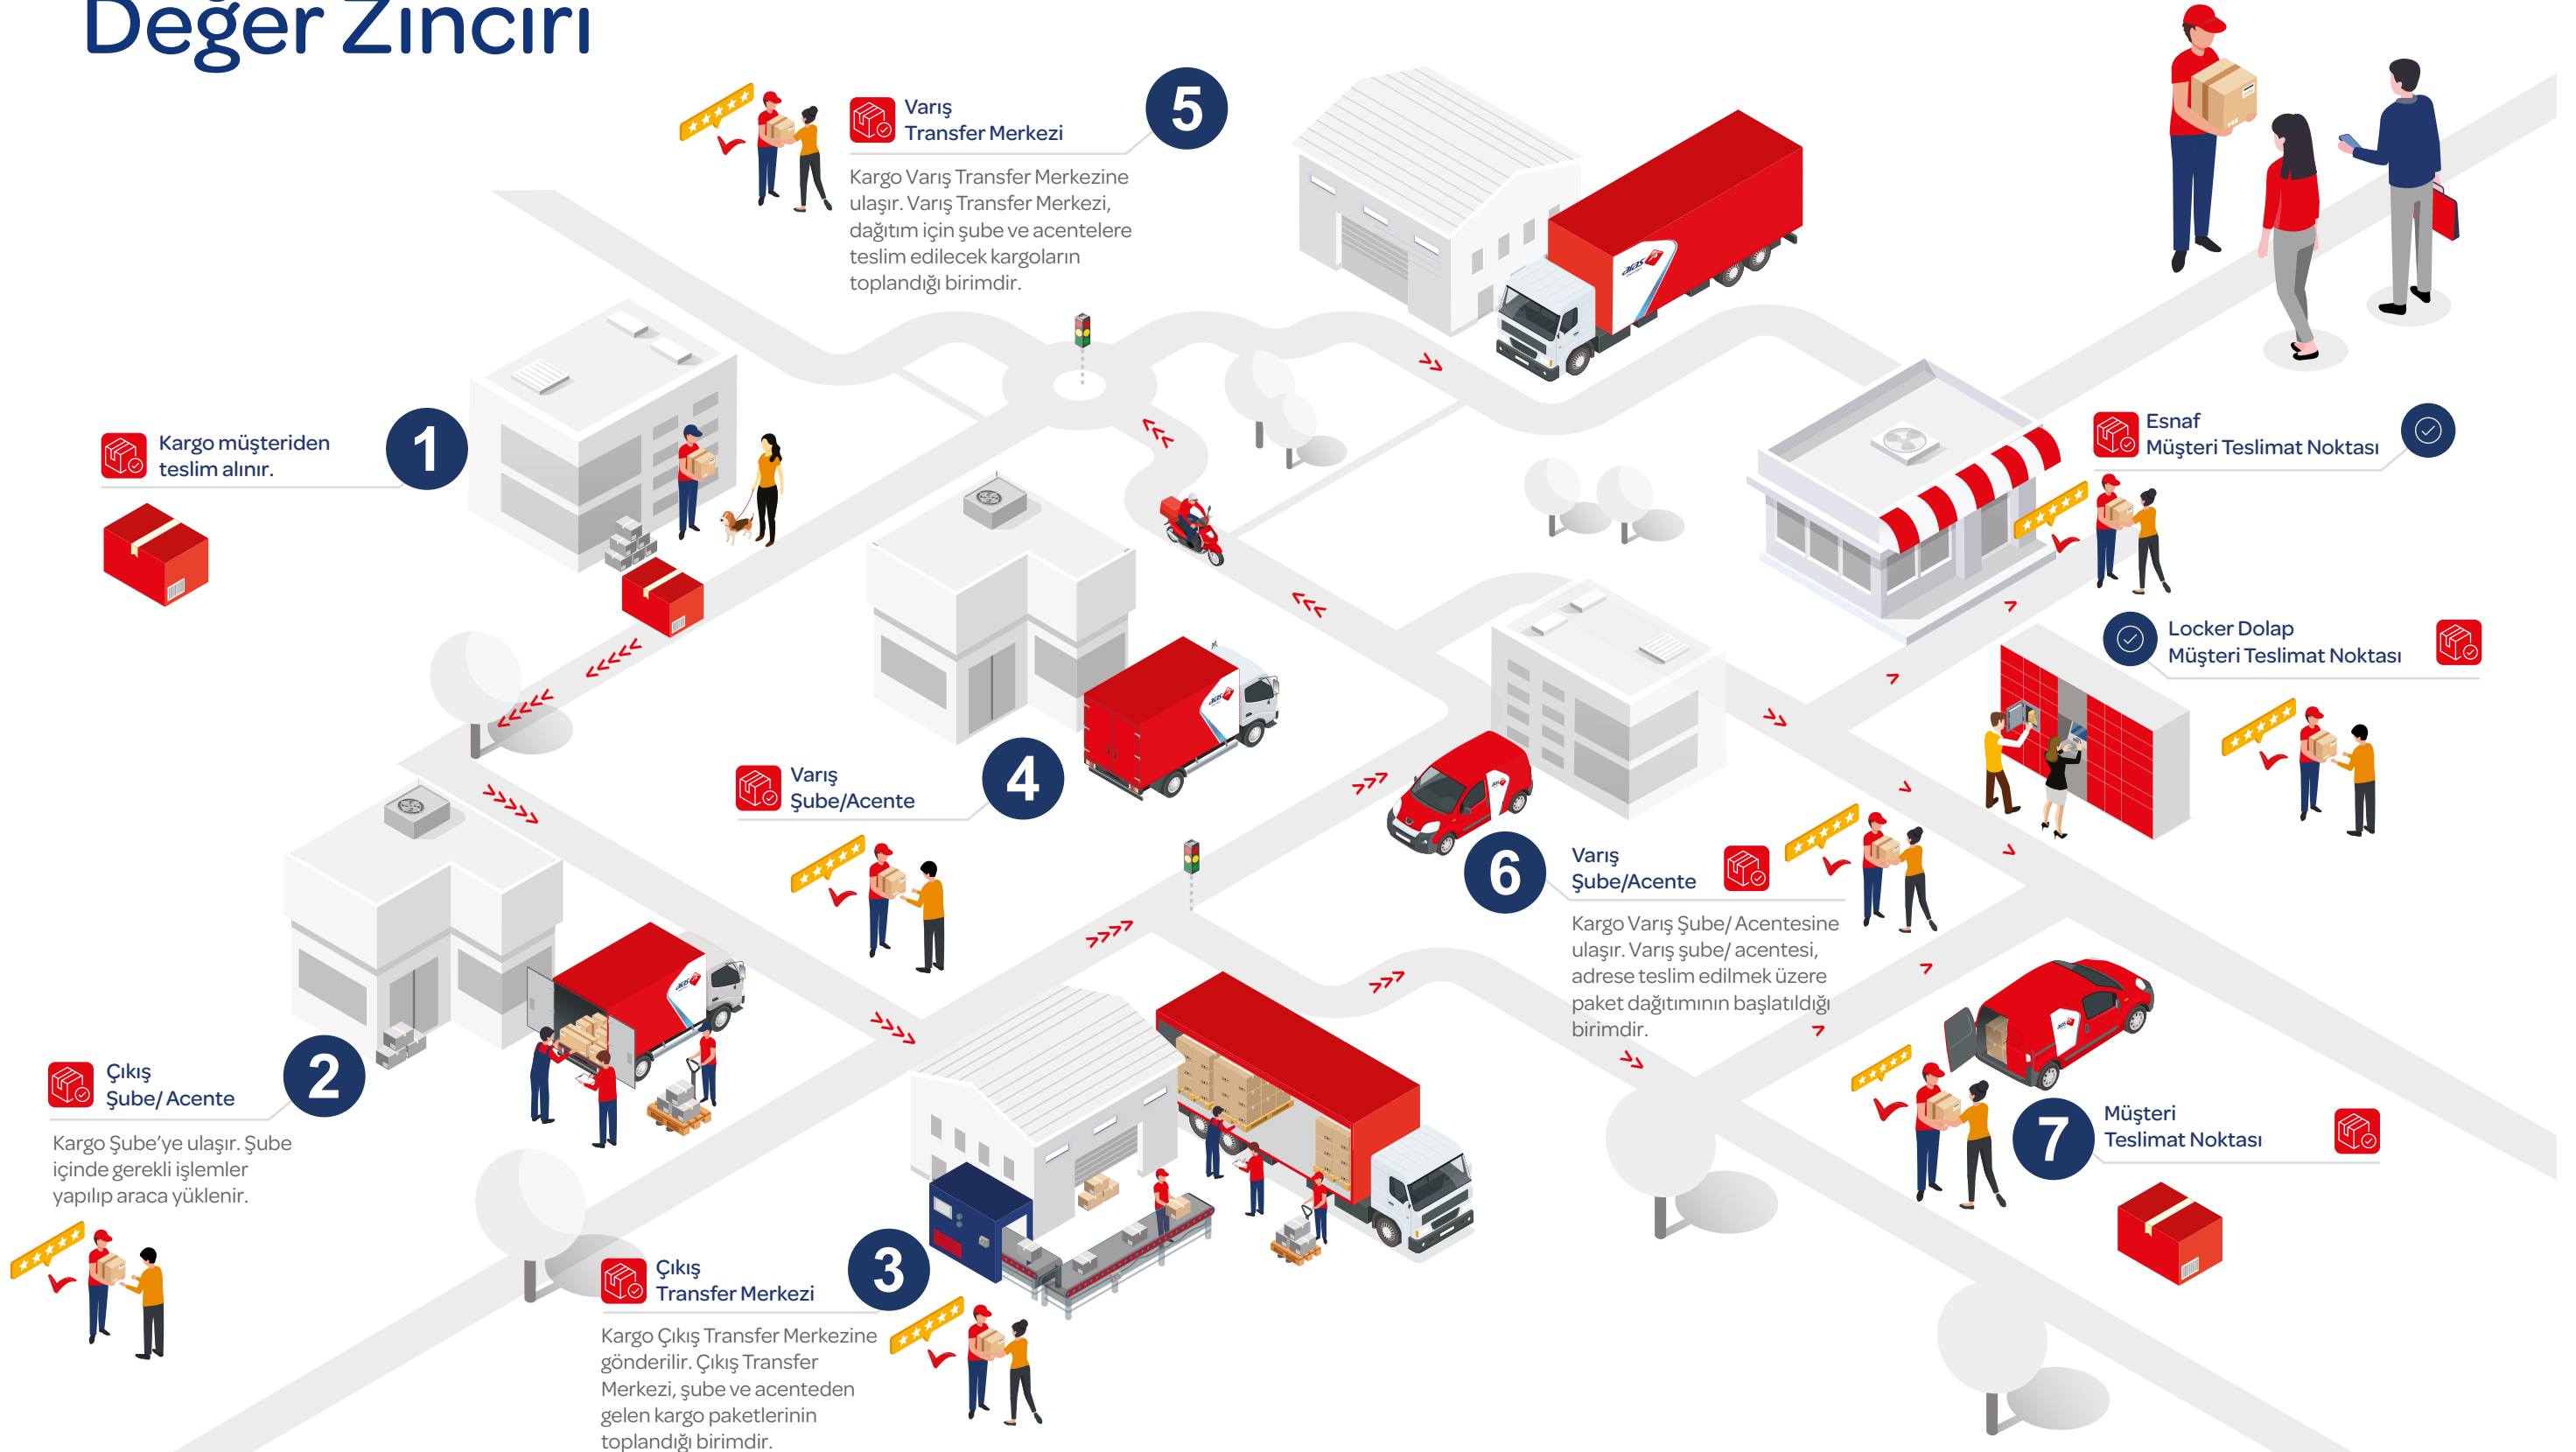 Değer Zinciri
1
Kargo müşteriden
teslim alınır.
2
Çıkış
Şube/ Acente
Kargo Şube'ye ulaşır. Şube
içinde gerekli işlemler
yapılıp araca yüklenir.
3
Çıkış
Transfer Merkezi
Kargo Çıkış Transfer Merkezine
gönderilir. Çıkış Transfer
Merkezi, şube ve acenteden
gelen kargo paketlerinin
toplandığı birimdir.
4
Varış
Şube/Acente
5
Varış
Transfer Merkezi
Kargo Varış Transfer Merkezine
ulaşır. Varış Transfer Merkezi,
dağıtım için şube ve acentelere
teslim edilecek kargoların
toplandığı birimdir.
aras
aras
aras
6
Varış
Şube/Acente
Kargo Varış Şube/ Acentesine
ulaşır. Varış şube/ acentesi,
adrese teslim edilmek üzere
paket dağıtımının başlatıldığı
birimdir.
7
Müşteri
Teslimat Noktası
Esnaf
Müşteri Teslimat Noktası
Locker Dolap
Müşteri Teslimat Noktası